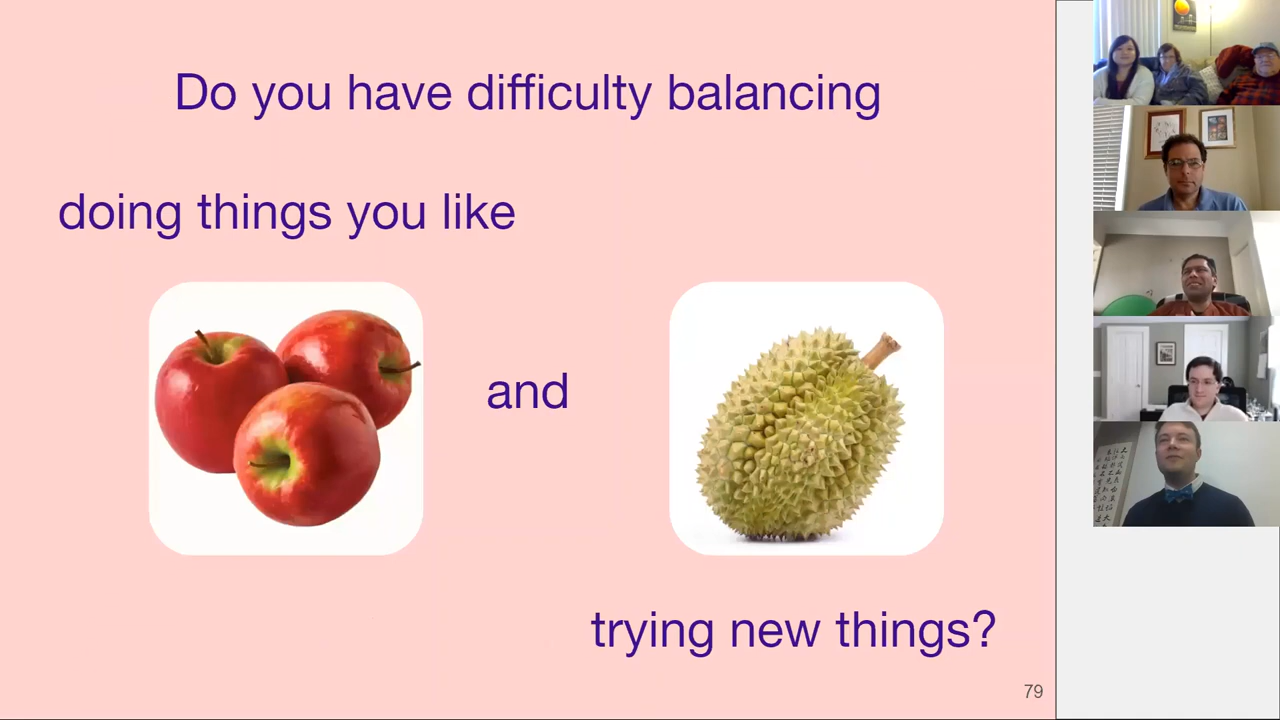 Do you have difficulty balancing
doing things you like
and
trying new things?
79